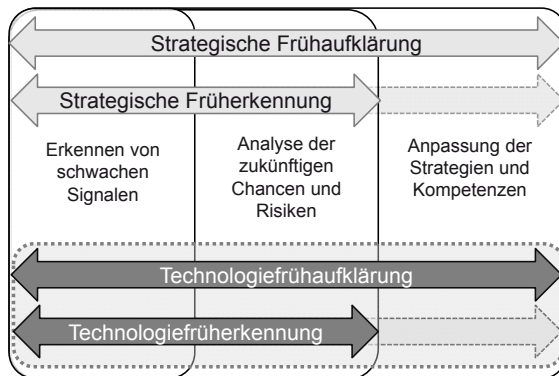 Strategische Frühaufklärung
Strategische Früherkennung
Erkennen von
schwachen
Signalen
Analyse der
zukünftigen
Chancen und
Risiken
Anpassung der
Strategien und
Kompetenzen
Technologiefrühaufklärung
Technologiefrüherkennung